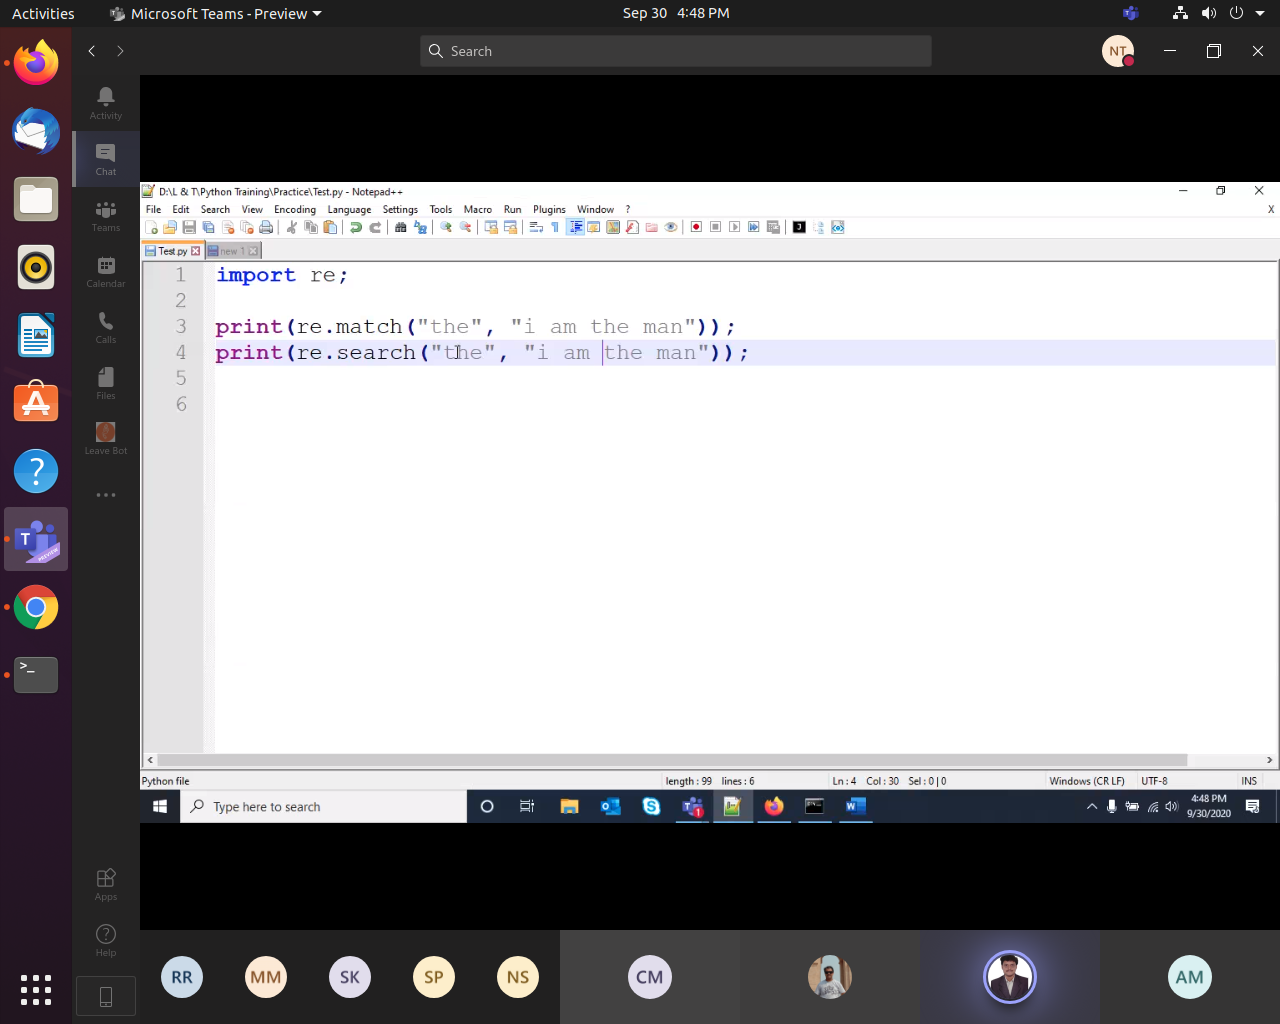 Activities Microsoft Teams - Preview Sep 30 4:48 PM
Search NT
Activity
Chat
Teams
Calendar
Calls
Files
Leave Bot
D:\L & T\Python Training\Practice\Test.py - Notepad++
File Edit Search View Encoding Language Settings Tools Macro Run Plugins Window ? X
Test.py new 1
1 import re;
2
3 print(re.match("the", "i am the man"));
4 print(re.search("the", "i am the man"));
5
6
Python file length : 99 lines : 6 Ln : 4 Col : 30 Sel : 0 | 0 Windows (CR LF) UTF-8 INS
Type here to search 1 W 4:48 PM
9/30/2020
Apps
Help
RR MM SK SP NS CM AM